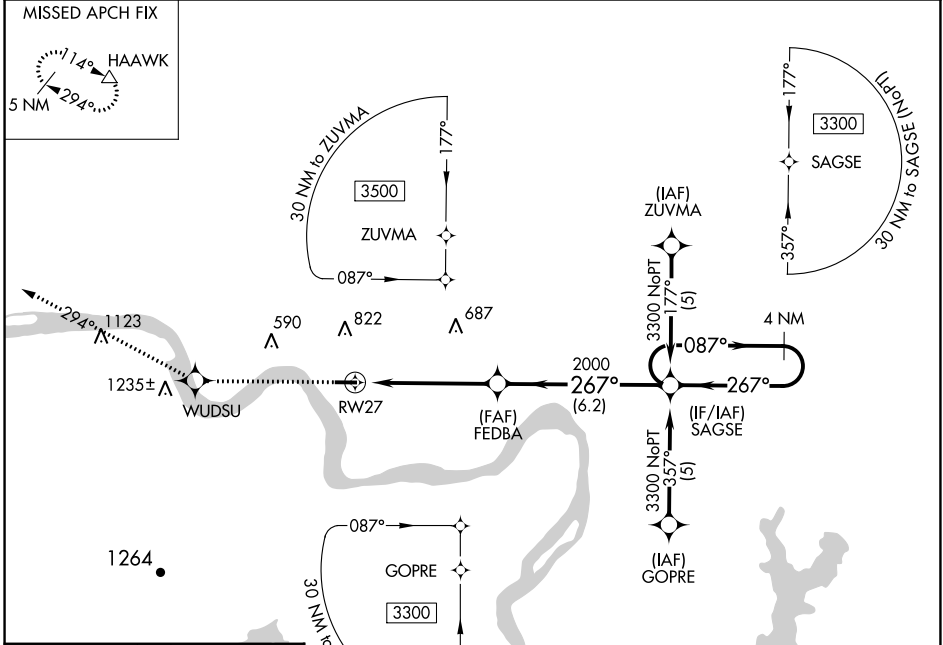 MISSED APCH FIX
114°
HAAWK
5 NM
294°
30 NM to ZUVMA
177°
3500
ZUVMA
087°
177°
3300
SAGSE
357°
30 NM to SAGSE (NoPT)
(IAF)
ZUVMA
3300 NoPT
177°
(5)
4 NM
087°
294°
1123
590
822
687
1235±
WUDSU
RW27
(FAF)
FEDBA
2000
267°
(6.2)
267°
(IF/IAF)
SAGSE
3300 NoPT
357°
(5)
(IAF)
GOPRE
087°
GOPRE
3300
30 NM to
1264